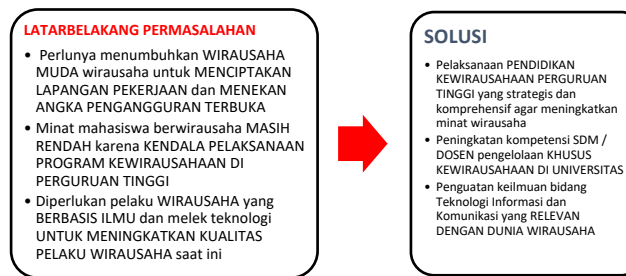 LATARBELAKANG PERMASALAHAN
• Perlunya menumbuhkan WIRAUSAHA
MUDA wirausaha untuk MENCIPTAKAN
LAPANGAN PEKERJAAN dan MENEKAN
ANGKA PENGANGGURAN TERBUKA
• Minat mahasiswa berwirausaha MASIH
RENDAH karena KENDALA PELAKSANAAN
PROGRAM KEWIRAUSAHAAN DI
PERGURUAN TINGGI
• Diperlukan pelaku WIRAUSAHA yang
BERBASIS ILMU dan melek teknologi
UNTUK MENINGKATKAN KUALITAS
PELAKU WIRAUSAHA saat ini
SOLUSI
• Pelaksanaan PENDIDIKAN
KEWIRAUSAHAAN PERGURUAN
TINGGI yang strategis dan
komprehensif agar meningkatkan
minat wirausaha
• Peningkatan kompetensi SDM /
DOSEN pengelolaan KHUSUS
KEWIRAUSAHAAN DI UNIVERSITAS
• Penguatan keilmuan bidang
Teknologi Informasi dan
Komunikasi yang RELEVAN
DENGAN DUNIA WIRAUSAHA